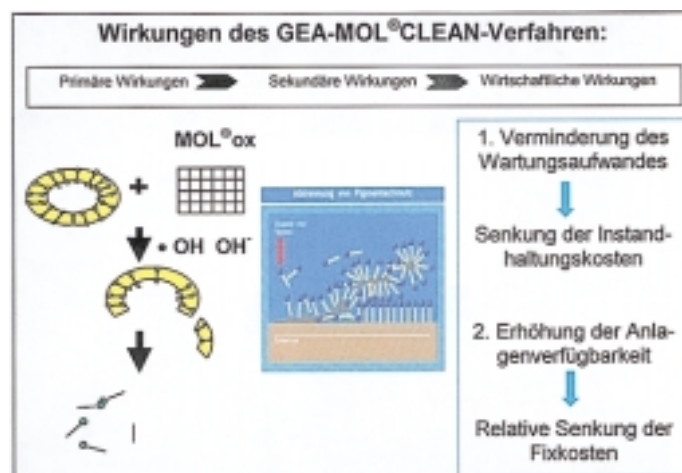 Wirkungen des GEA-MOL®CLEAN-Verfahren:
Primäre Wirkungen Sekundäre Wirkungen Wirtschaftliche Wirkungen
MOL®ox
+
• OH OH⁻
1. Verminderung des
Wartungsaufwandes
Senkung der Instand-
haltungskosten
2. Erhöhung der Anla-
genverfügbarkeit
Relative Senkung der
Fixkosten